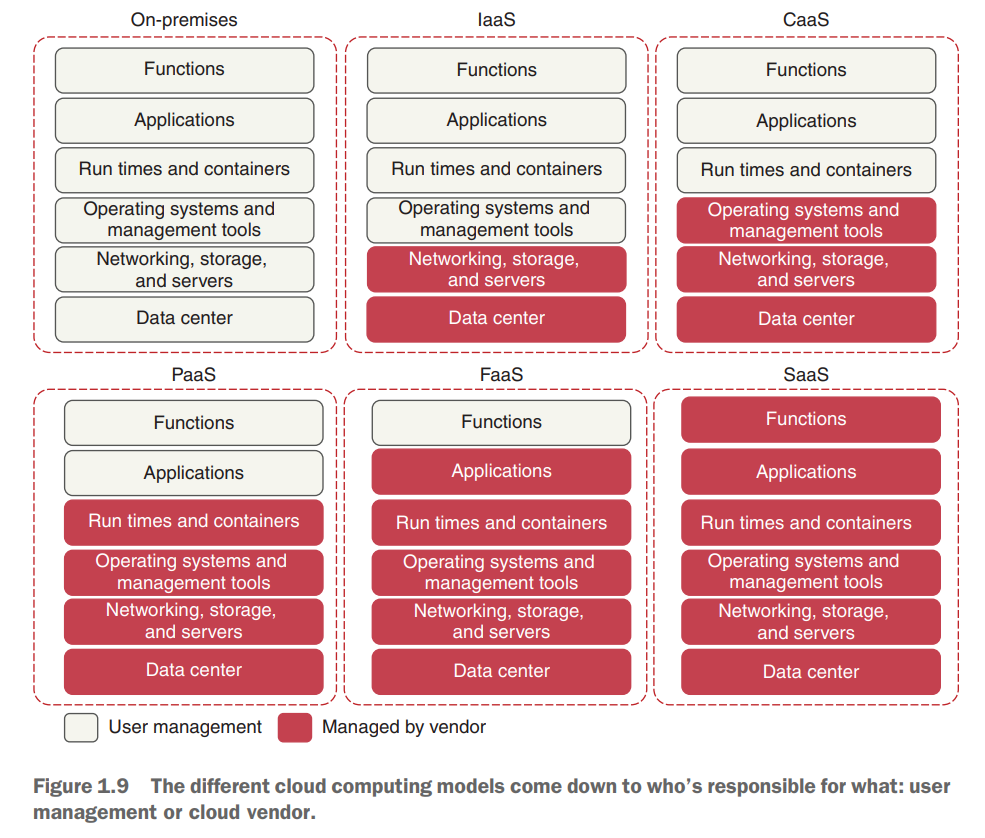 On-premises
Functions
Applications
Run times and containers
Operating systems and
management tools
Networking, storage,
and servers
Data center
IaaS
Functions
Applications
Run times and containers
Operating systems and
management tools
Networking, storage,
and servers
Data center
CaaS
Functions
Applications
Run times and containers
Operating systems and
management tools
Networking, storage,
and servers
Data center
PaaS
Functions
Applications
Run times and containers
Operating systems and
management tools
Networking, storage,
and servers
Data center
FaaS
Functions
Applications
Run times and containers
Operating systems and
management tools
Networking, storage,
and servers
Data center
SaaS
Functions
Applications
Run times and containers
Operating systems and
management tools
Networking, storage,
and servers
Data center
User management
Managed by vendor
Figure 1.9 The different cloud computing models come down to who’s responsible for what: user
management or cloud vendor.